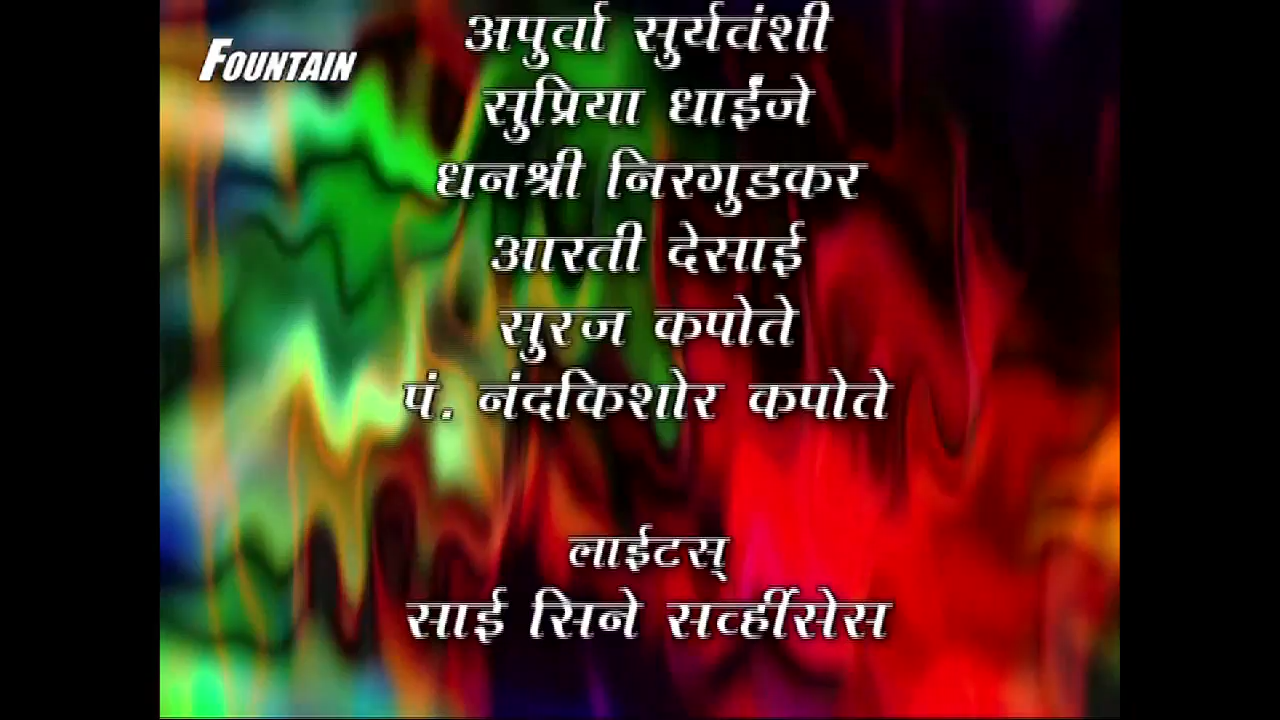 FOUNTAIN
अपुर्वा सुर्यवंशी
सुप्रिया धाईंजे
धनश्री निरगुडकर
आरती देसाई
सुरज कपोते
पं. नंदकिशोर कपोते
लाईटस्
साई सिने सर्व्हीसेस